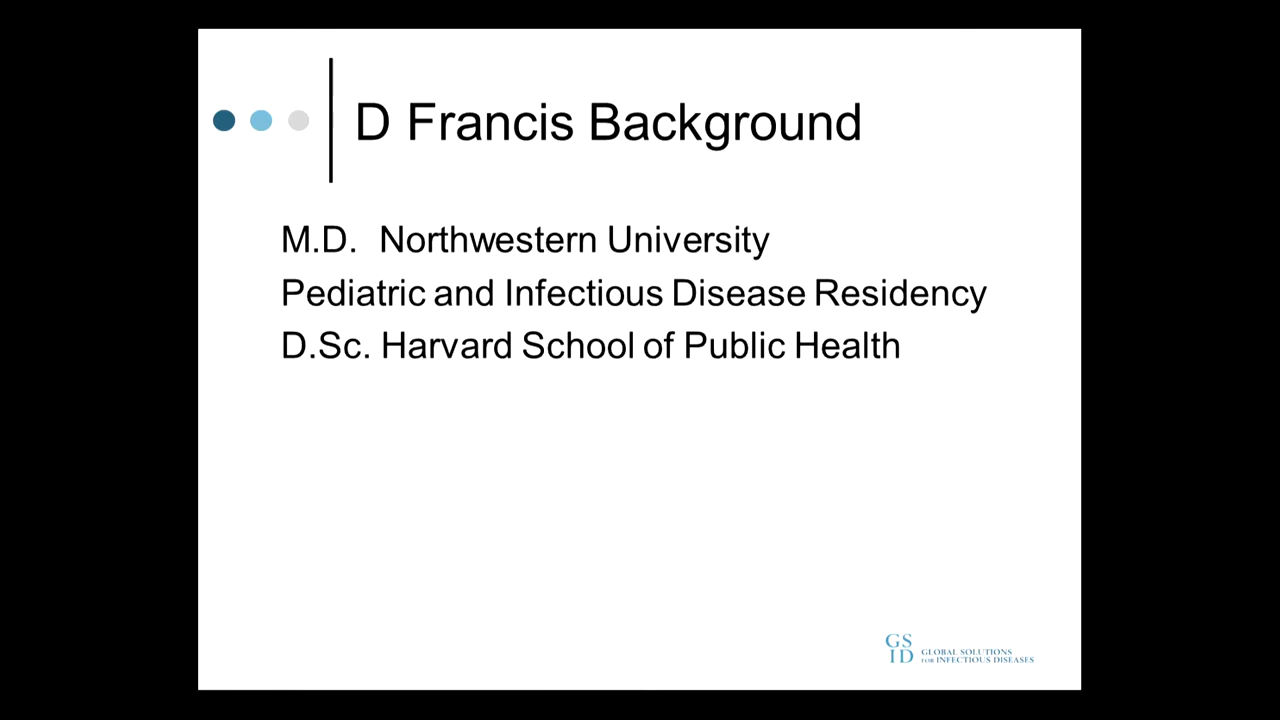 D Francis Background
M.D. Northwestern University
Pediatric and Infectious Disease Residency
D.Sc. Harvard School of Public Health
GS
ID
GLOBAL SOLUTIONS
FOR INFECTIOUS DISEASES